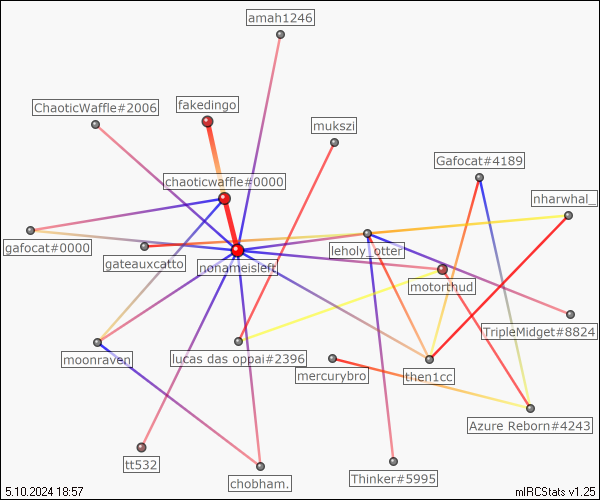 amah1246
fakedingo
ChaoticWaffle#2006
mukszi
Gafocat#4189
chaoticwaffle#0000
nharwhal_
gafocat#0000
leholy_otter
gateauxcatto
nonameisleft
motorthud
TripleMidget#8824
moonraven
lucas das oppai#2396
mercurybro
then1cc
Azure Reborn#4243
tt532
chobham.
Thinker#5995
5.10.2024 18:57
mIRCStats v1.25